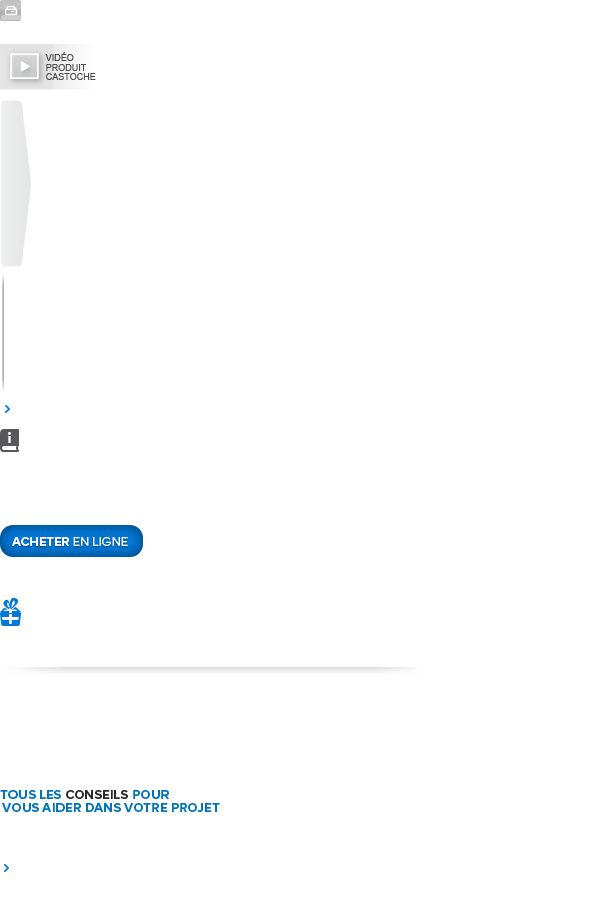 VIDÉO
PRODUIT
CASTOCHE
ACHETER EN LIGNE
TOUS LES CONSEILS POUR
VOUS AIDER DANS VOTRE PROJET